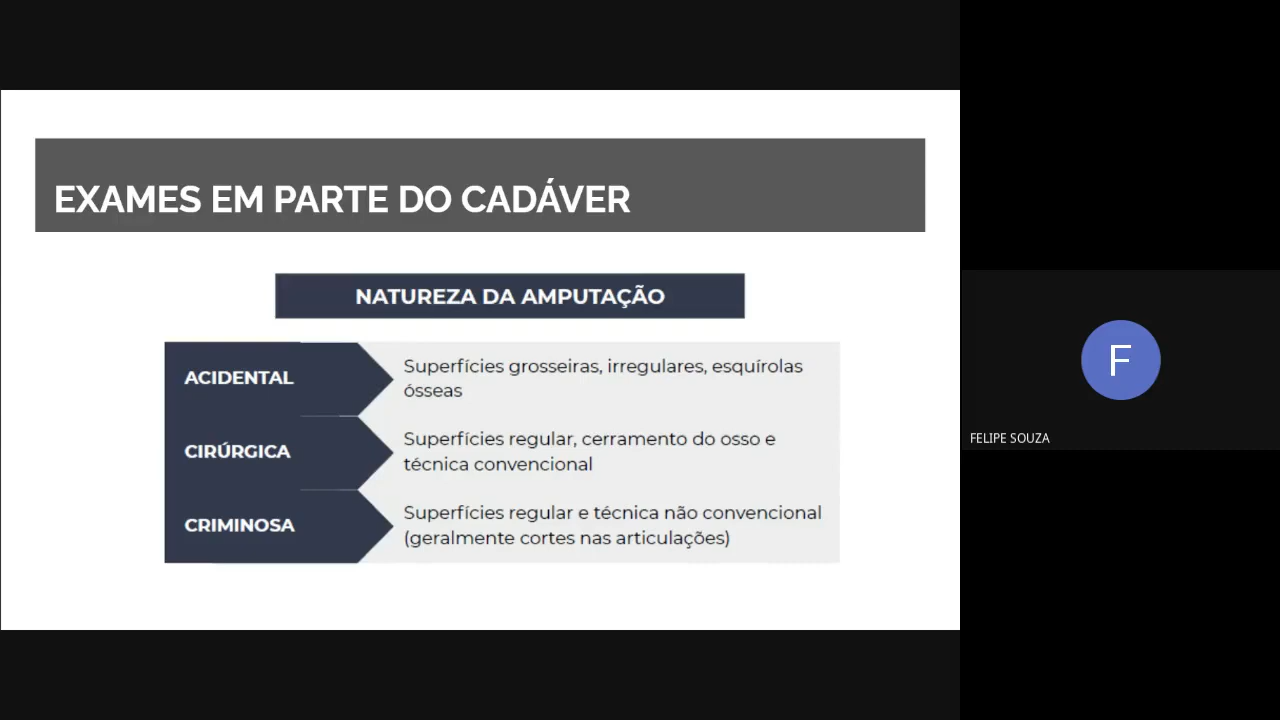 EXAMES EM PARTE DO CADÁVER
NATUREZA DA AMPUTAÇÃO
ACIDENTAL
Superfícies grosseiras, irregulares, esquírolas
ósseas
CIRÚRGICA
Superfícies regular, cerramento do osso e
técnica convencional
CRIMINOSA
Superfícies regular e técnica não convencional
(geralmente cortes nas articulações)
F
FELIPE SOUZA